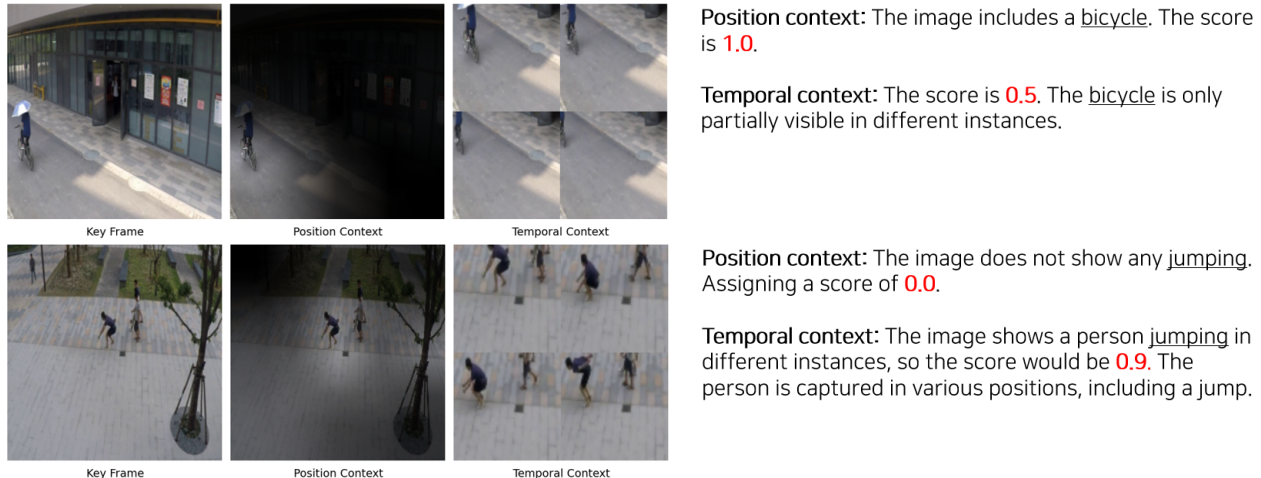 Position context: The image includes a bicycle. The score
is 1.0.
Temporal context: The score is 0.5. The bicycle is only
partially visible in different instances.
Key Frame
Position Context
Temporal Context
Position context: The image does not show any jumping.
Assigning a score of 0.0.
Temporal context: The image shows a person jumping in
different instances, so the score would be 0.9. The
person is captured in various positions, including a jump.
Key Frame
Position Context
Temporal Context